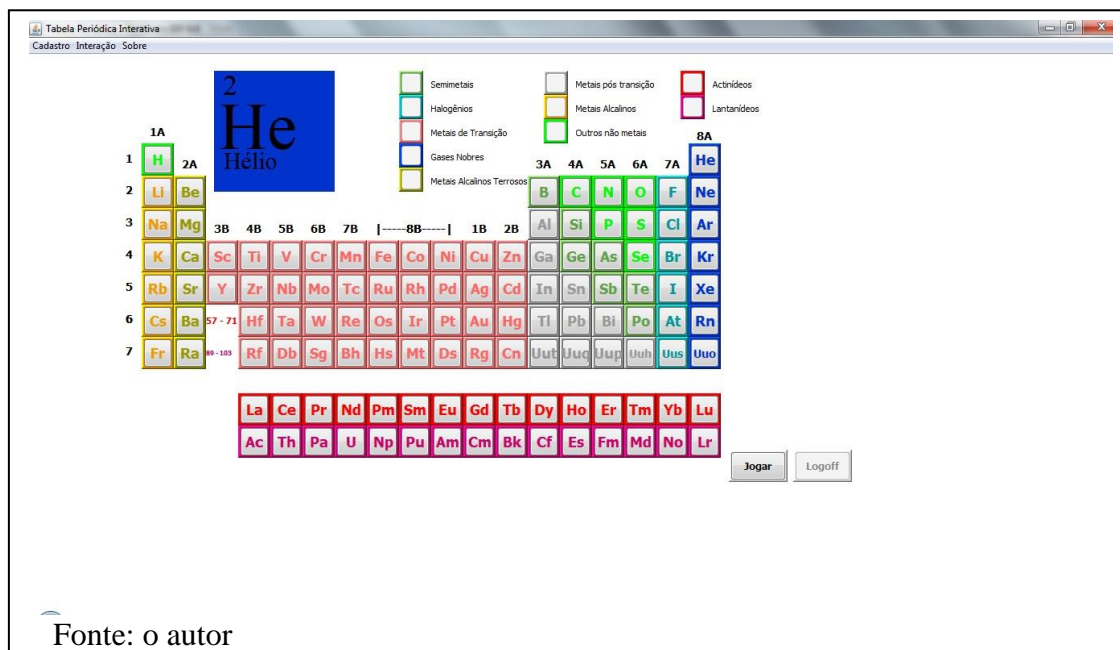 Tabela Periódica Interativa
Cadastro Interação Sobre
2
He
Hélio
Semimetais
Halogênios
Metais de Transição
Gases Nobres
Metais Alcalinos Terrosos
Metais pós transição
Metais Alcalinos
Outros não metais
Actinídeos
Lantanídeos
1A 8A
1 H 2A 3A 4A 5A 6A 7A He
2 Li Be B C N O F Ne
3 Na Mg 3B 4B 5B 6B 7B |-----8B-----| 1B 2B Al Si P S Cl Ar
4 K Ca Sc Ti V Cr Mn Fe Co Ni Cu Zn Ga Ge As Se Br Kr
5 Rb Sr Y Zr Nb Mo Tc Ru Rh Pd Ag Cd In Sn Sb Te I Xe
6 Cs Ba 57 - 71 Hf Ta W Re Os Ir Pt Au Hg Tl Pb Bi Po At Rn
7 Fr Ra 89 - 103 Rf Db Sg Bh Hs Mt Ds Rg Cn Uut Uuq Uup Uuh Uus Uuo
La Ce Pr Nd Pm Sm Eu Gd Tb Dy Ho Er Tm Yb Lu
Ac Th Pa U Np Pu Am Cm Bk Cf Es Fm Md No Lr
Jogar Logoff
Fonte: o autor